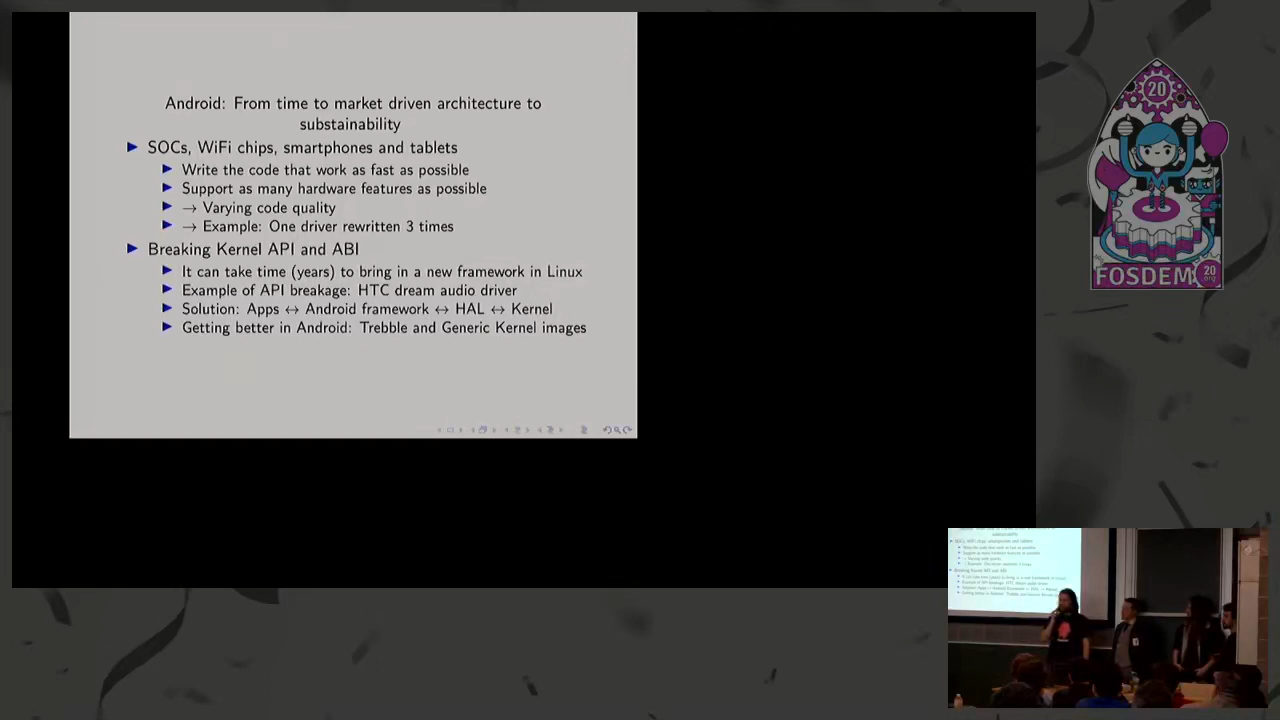 Android: From time to market driven architecture to
substainability
SOCs, WiFi chips, smartphones and tablets
Write the code that work as fast as possible
Support as many hardware features as possible
→ Varying code quality
→ Example: One driver rewritten 3 times
Breaking Kernel API and ABI
It can take time (years) to bring in a new framework in Linux
Example of API breakage: HTC dream audio driver
Solution: Apps ↔ Android framework ↔ HAL ↔ Kernel
Getting better in Android: Trebble and Generic Kernel images
20
FOSDEM
20
.org